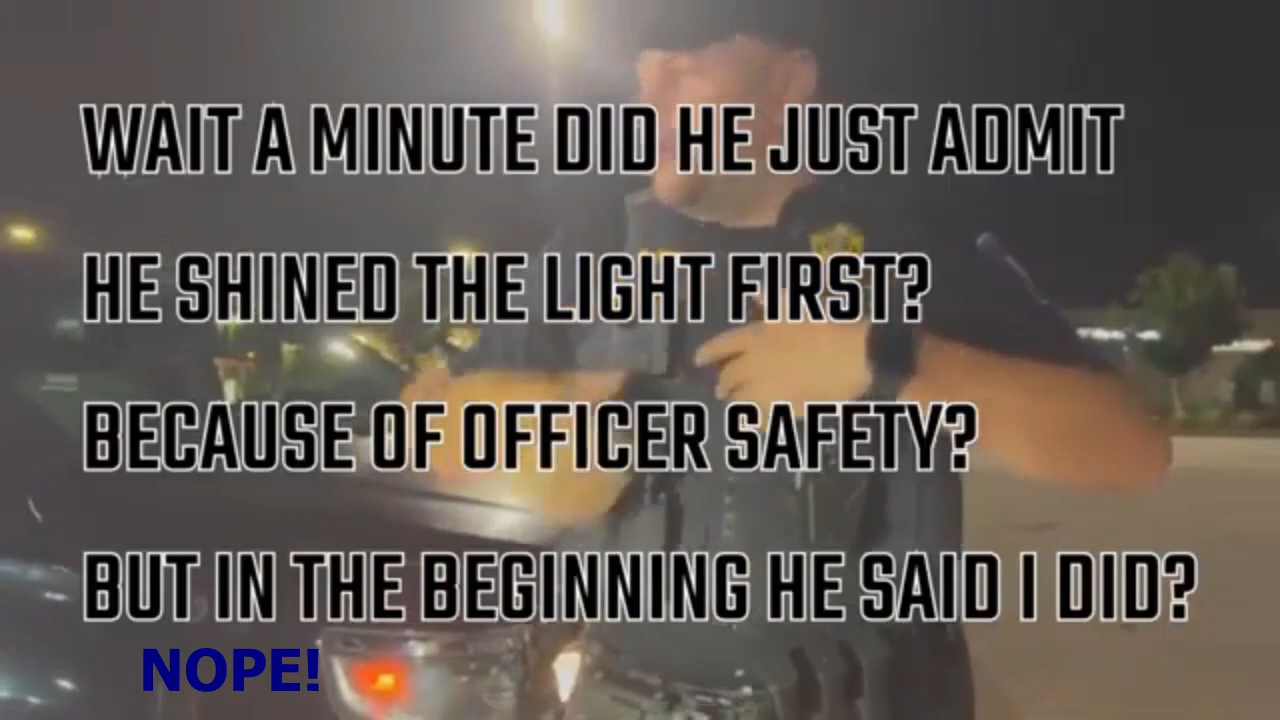 WAIT A MINUTE DID HE JUST ADMIT
HE SHINED THE LIGHT FIRST?
BECAUSE OF OFFICER SAFETY?
BUT IN THE BEGINNING HE SAID I DID?
NOPE!